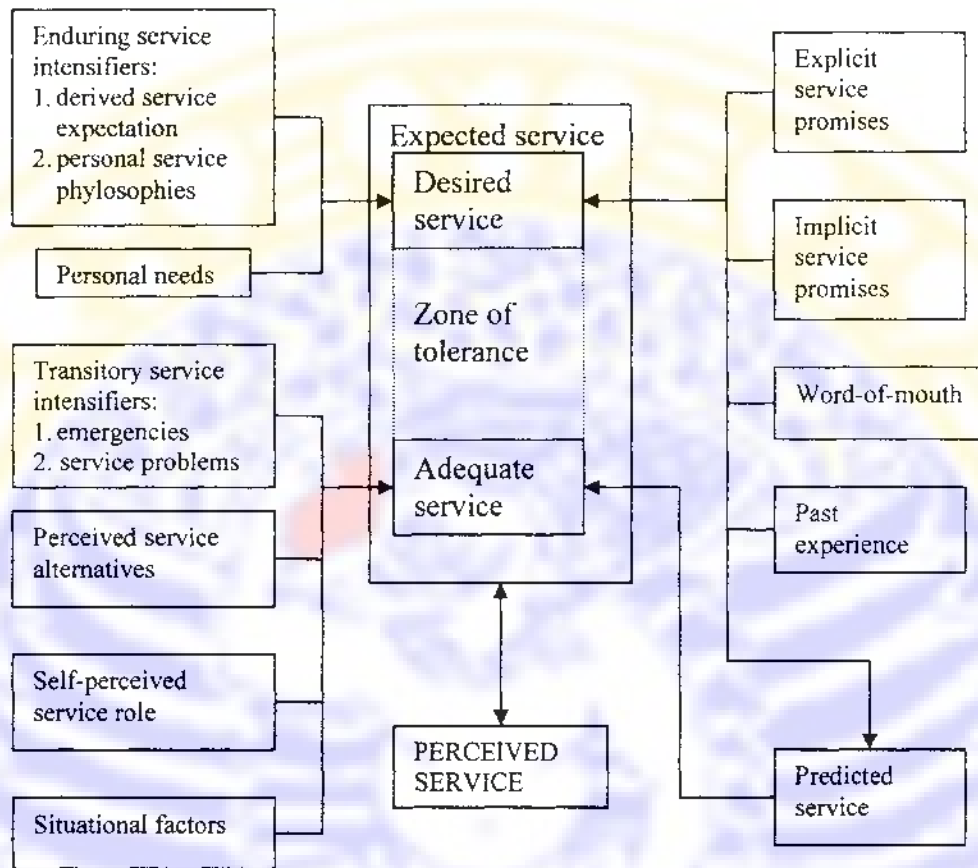 Enduring service
intensifiers:
1. derived service
expectation
2. personal service
phylosophies
Personal needs
Transitory service
intensifiers:
1. emergencies
2. service problems
Perceived service
alternatives
Self-perceived
service role
Situational factors
Expected service
Desired
service
Zone of
tolerance
Adequate
service
PERCEIVED
SERVICE
Explicit
service
promises
Implicit
service
promises
Word-of-mouth
Past
experience
Predicted
service